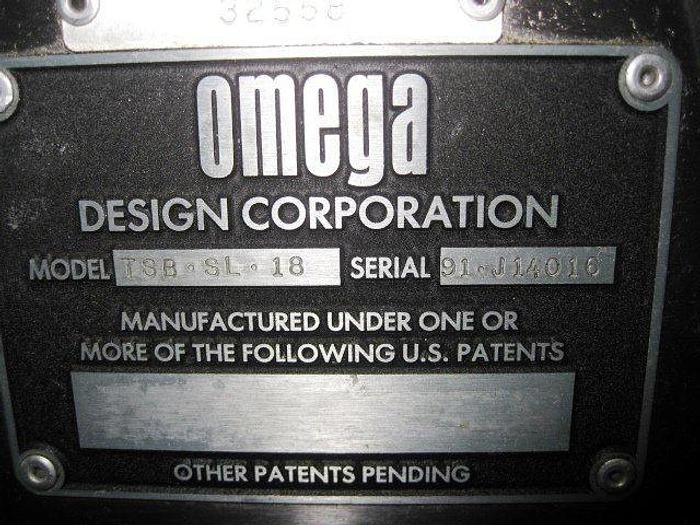 32558
omega
DESIGN CORPORATION
MODEL TSB·SL·18 SERIAL 91·J14016
MANUFACTURED UNDER ONE OR
MORE OF THE FOLLOWING U.S. PATENTS
OTHER PATENTS PENDING